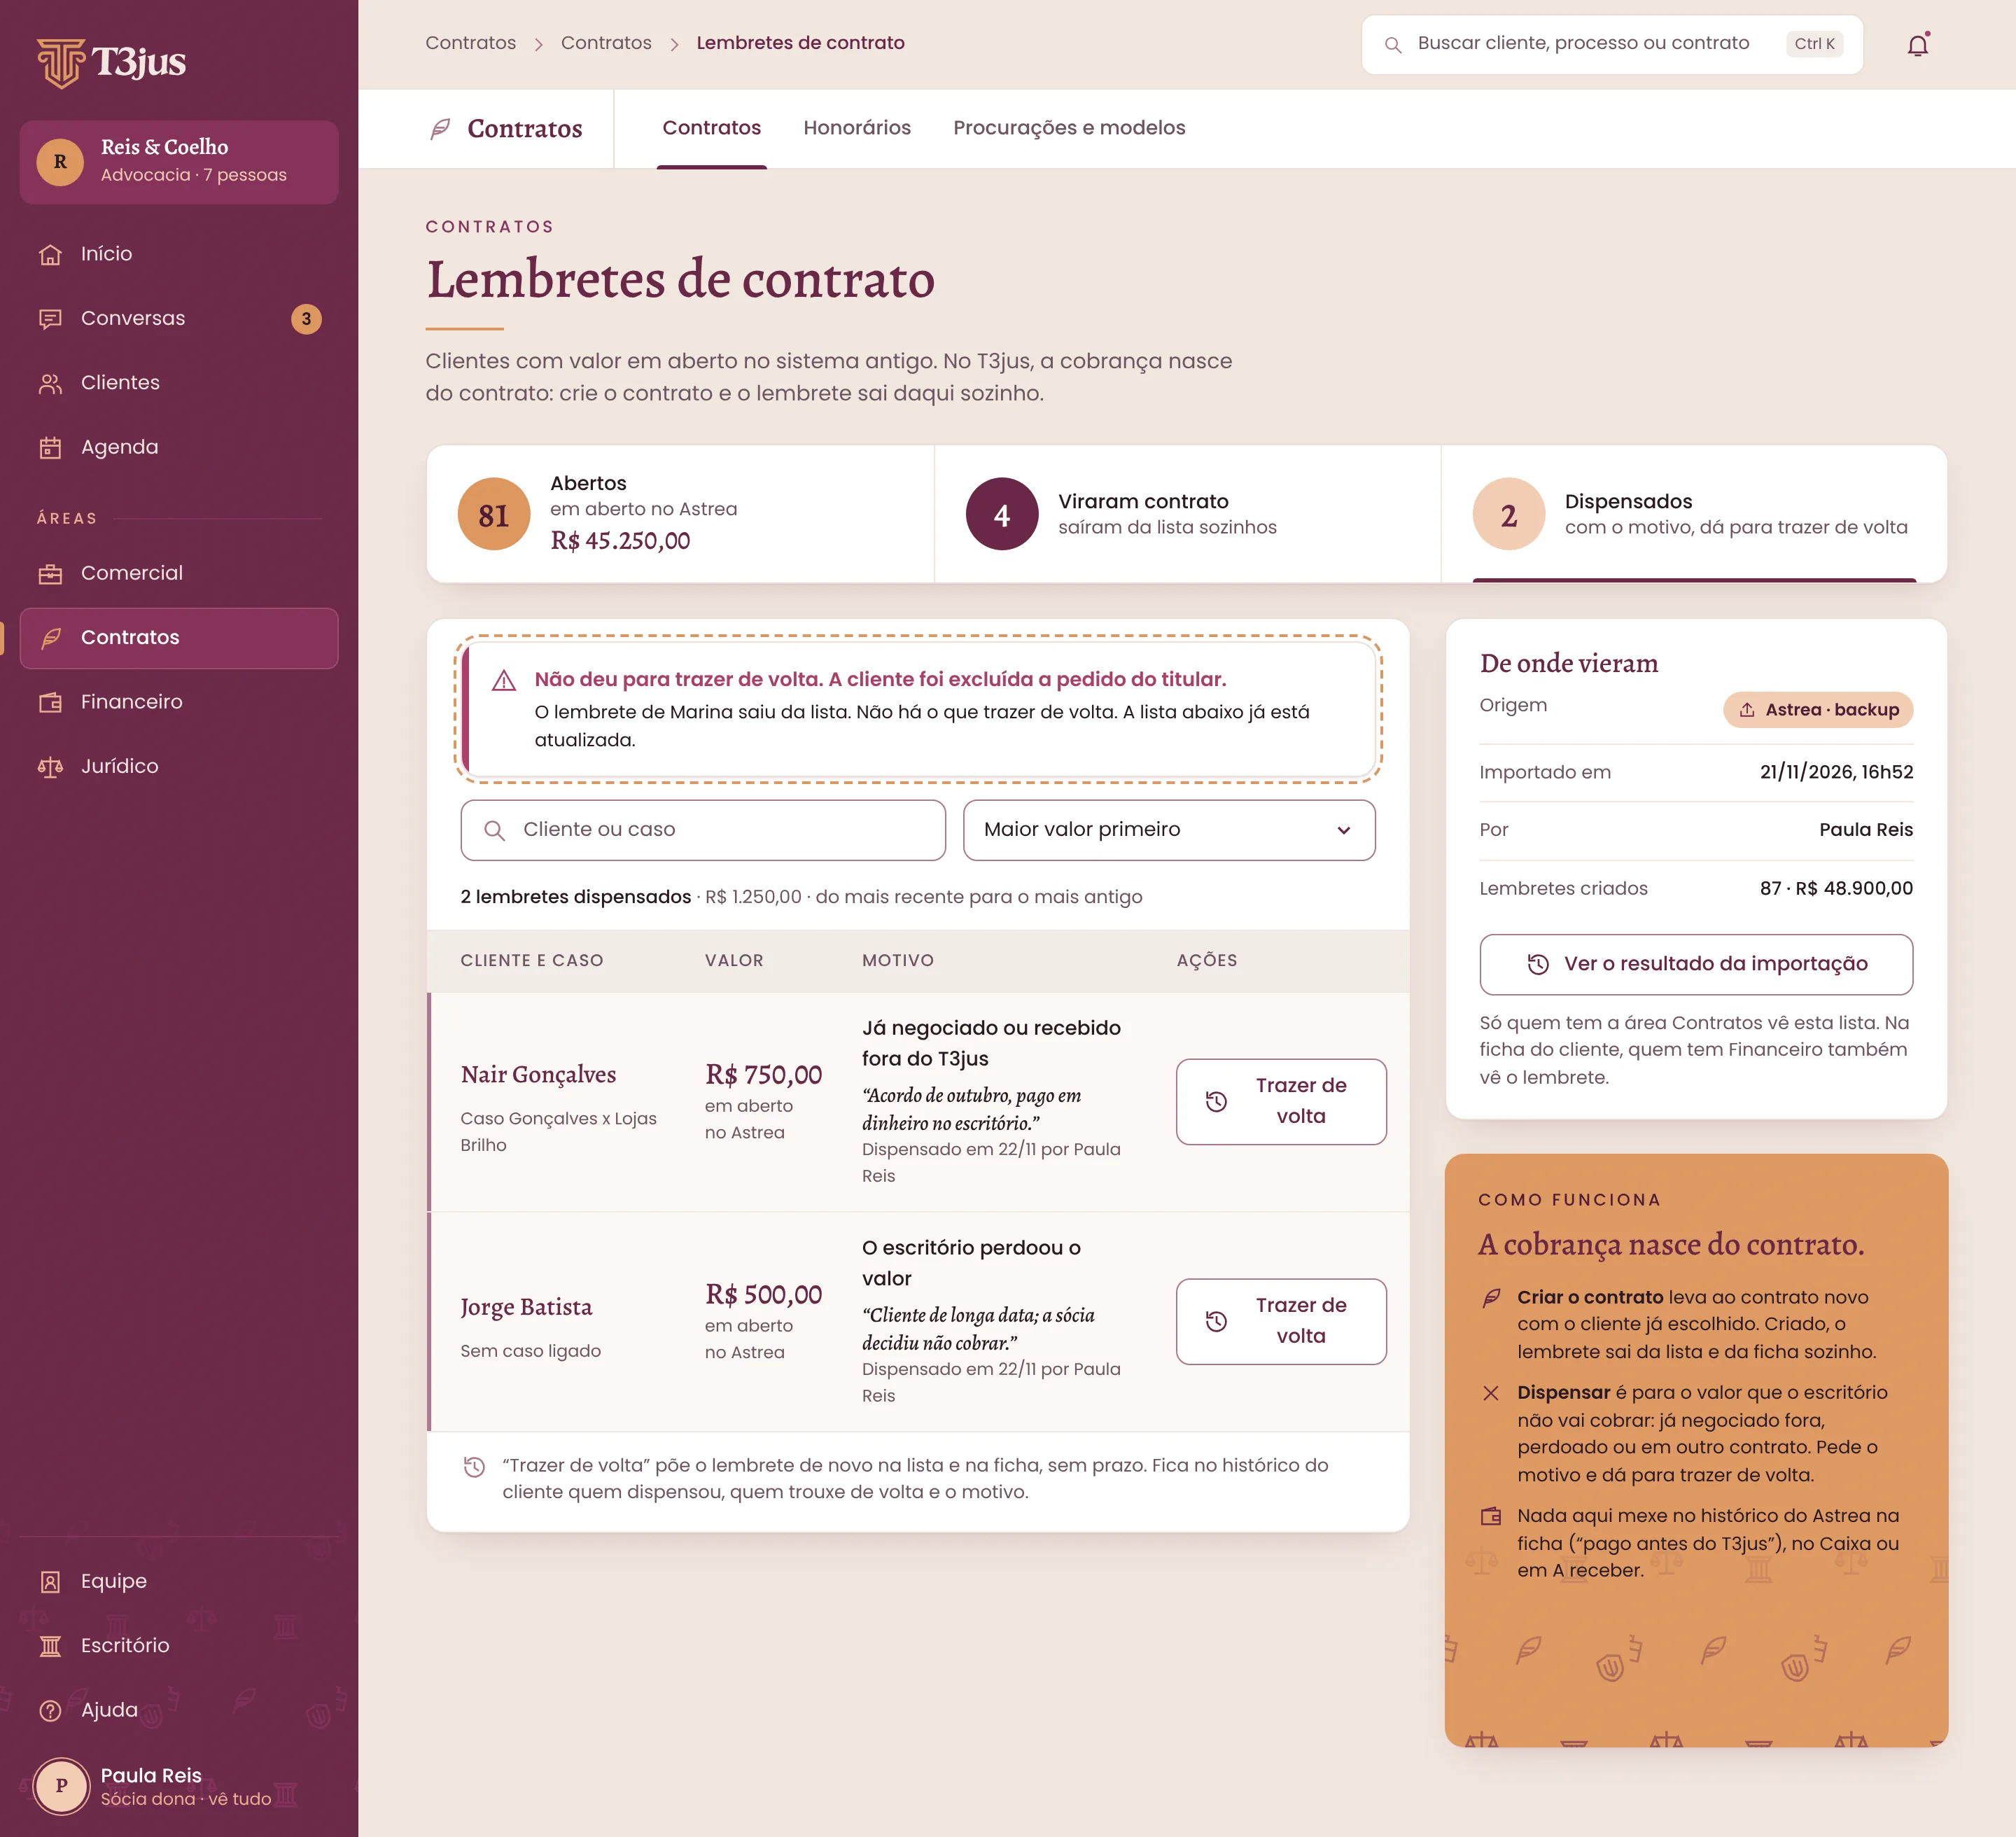 T3jus
R
Reis & Coelho
Advocacia · 7 pessoas
Início
Conversas
3
Clientes
Agenda
ÁREAS
Comercial
Contratos
Financeiro
Jurídico
Equipe
Escritório
Ajuda
P
Paula Reis
Sócia dona · vê tudo
Contratos
Contratos
Lembretes de contrato
Buscar cliente, processo ou contrato
Ctrl K
Contratos
Contratos
Honorários
Procurações e modelos
CONTRATOS
Lembretes de contrato
Clientes com valor em aberto no sistema antigo. No T3jus, a cobrança nasce
do contrato: crie o contrato e o lembrete sai daqui sozinho.
81
Abertos
em aberto no Astrea
R$ 45.250,00
4
Viraram contrato
saíram da lista sozinhos
2
Dispensados
com o motivo, dá para trazer de volta
Não deu para trazer de volta. A cliente foi excluída a pedido do titular.
O lembrete de Marina saiu da lista. Não há o que trazer de volta. A lista abaixo já está
atualizada.
Cliente ou caso
Maior valor primeiro
2 lembretes dispensados · R$ 1.250,00 · do mais recente para o mais antigo
CLIENTE E CASO
VALOR
MOTIVO
AÇÕES
Nair Gonçalves
Caso Gonçalves x Lojas
Brilho
R$ 750,00
em aberto
no Astrea
Já negociado ou recebido
fora do T3jus
“Acordo de outubro, pago em
dinheiro no escritório.”
Dispensado em 22/11 por Paula
Reis
Trazer de
volta
Jorge Batista
Sem caso ligado
R$ 500,00
em aberto
no Astrea
O escritório perdoou o
valor
“Cliente de longa data; a sócia
decidiu não cobrar.”
Dispensado em 22/11 por Paula
Reis
Trazer de
volta
“Trazer de volta” põe o lembrete de novo na lista e na ficha, sem prazo. Fica no histórico do
cliente quem dispensou, quem trouxe de volta e o motivo.
De onde vieram
Origem
Astrea · backup
Importado em
21/11/2026, 16h52
Por
Paula Reis
Lembretes criados
87 · R$ 48.900,00
Ver o resultado da importação
Só quem tem a área Contratos vê esta lista. Na
ficha do cliente, quem tem Financeiro também
vê o lembrete.
COMO FUNCIONA
A cobrança nasce do contrato.
Criar o contrato leva ao contrato novo
com o cliente já escolhido. Criado, o
lembrete sai da lista e da ficha sozinho.
Dispensar é para o valor que o escritório
não vai cobrar: já negociado fora,
perdoado ou em outro contrato. Pede o
motivo e dá para trazer de volta.
Nada aqui mexe no histórico do Astrea na
ficha (“pago antes do T3jus”), no Caixa ou
em A receber.